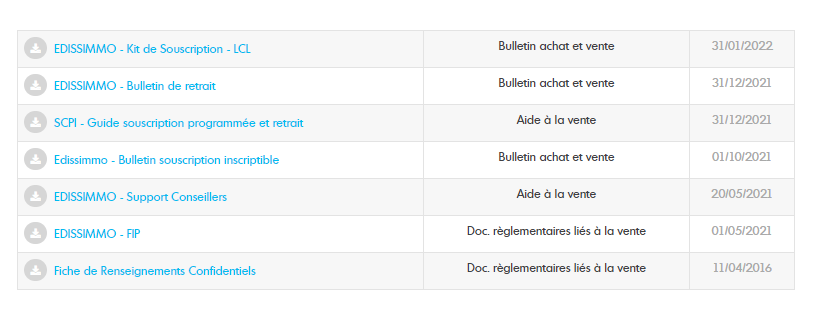 EDISSIMMO - Kit de Souscription - LCL Bulletin achat et vente 31/01/2022
EDISSIMMO - Bulletin de retrait Bulletin achat et vente 31/12/2021
SCPI - Guide souscription programmée et retrait Aide à la vente 31/12/2021
Edissimmo - Bulletin souscription inscriptible Bulletin achat et vente 01/10/2021
EDISSIMMO - Support Conseillers Aide à la vente 20/05/2021
EDISSIMMO - FIP Doc. règlementaires liés à la vente 01/05/2021
Fiche de Renseignements Confidentiels Doc. règlementaires liés à la vente 11/04/2016